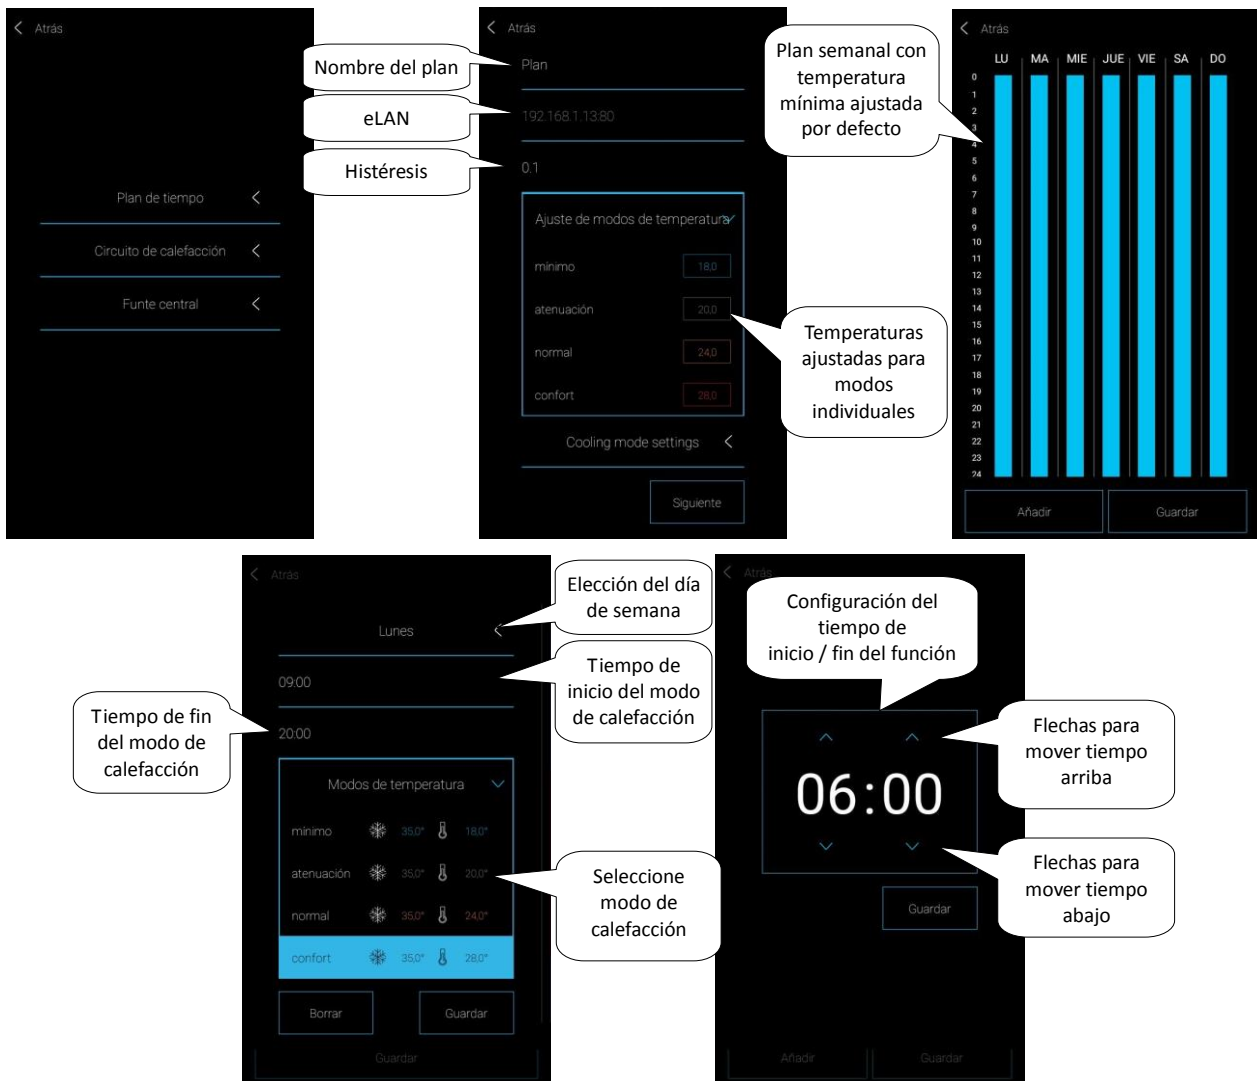 Atrás
Plan de tiempo
Circuito de calefacción
Funte central
Atrás
Nombre del plan
Plan
eLAN
192.168.1.13:80
Histéresis
0.1
Ajuste de modos de temperatura
mínimo 18,0
atenuación 20,0
normal 24,0
confort 28,0
Cooling mode settings
Siguiente
Temperaturas
ajustadas para
modos
individuales
Plan semanal con
temperatura
mínima ajustada
por defecto
Atrás
LU MA MIE JUE VIE SA DO
0
1
2
3
4
5
6
7
8
9
10
11
12
13
14
15
16
17
18
19
20
21
22
23
24
Añadir Guardar
Atrás
Elección del día
de semana
Lunes
Tiempo de
inicio del modo
de calefacción
09:00
Tiempo de fin
del modo de
calefacción
20:00
Modos de temperatura
mínimo 35,0° 18,0°
atenuación 35,0° 20,0°
normal 35,0° 24,0°
confort 35,0° 28,0°
Seleccione
modo de
calefacción
Borrar Guardar
Guardar
Atrás
Configuración del
tiempo de
inicio / fin del función
Flechas para
mover tiempo
arriba
06:00
Flechas para
mover tiempo
abajo
Guardar
Añadir Guardar